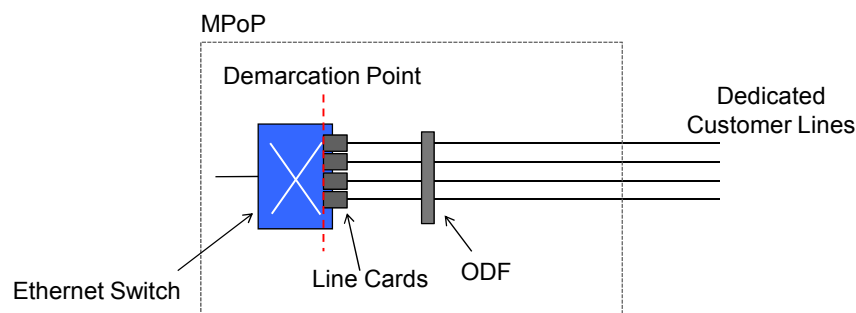 MPoP
Demarcation Point
Dedicated
Customer Lines
Line Cards
ODF
Ethernet Switch